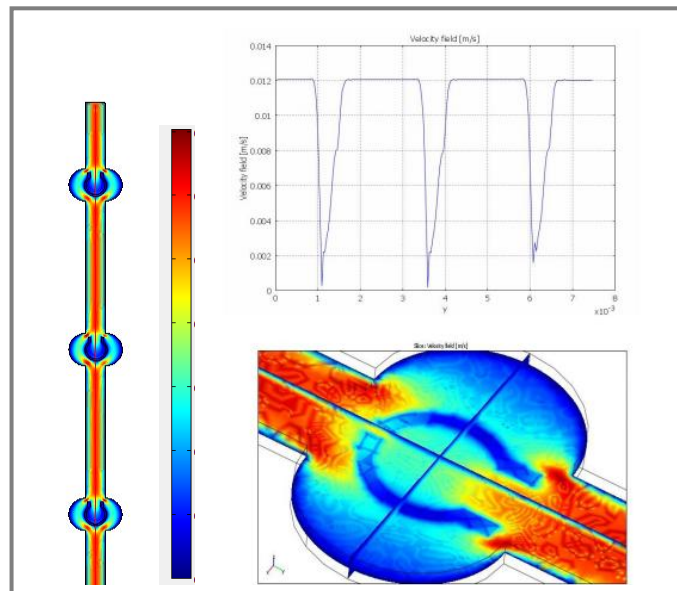 Velocity field [m/s]
0.014
0.012
0.01
0.008
0.006
0.004
0.002
0
Velocity field [m/s]
0 1 2 3 4 5 6 7 8
Y
x10⁻³
Slice: Velocity field [m/s]